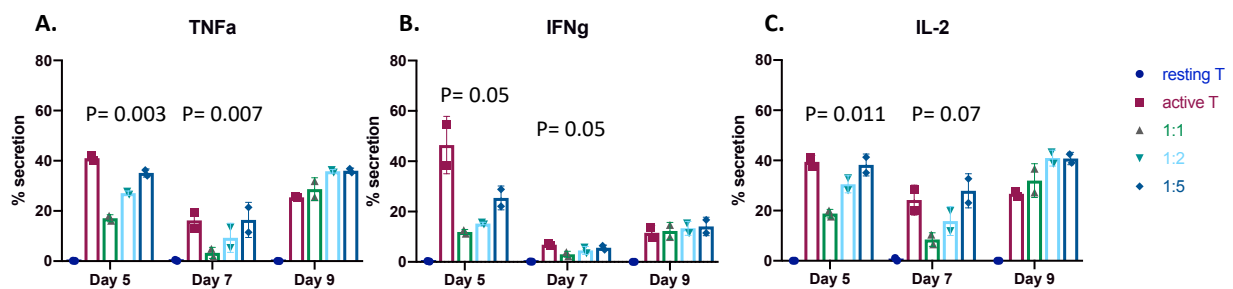 A.
TNFa
80
60
40
20
0
% secretion
P= 0.003
P= 0.007
Day 5
Day 7
Day 9
B.
IFNg
80
60
40
20
0
% secretion
P= 0.05
P= 0.05
Day 5
Day 7
Day 9
C.
IL-2
80
60
40
20
0
% secretion
P= 0.011
P= 0.07
Day 5
Day 7
Day 9
resting T
active T
1:1
1:2
1:5